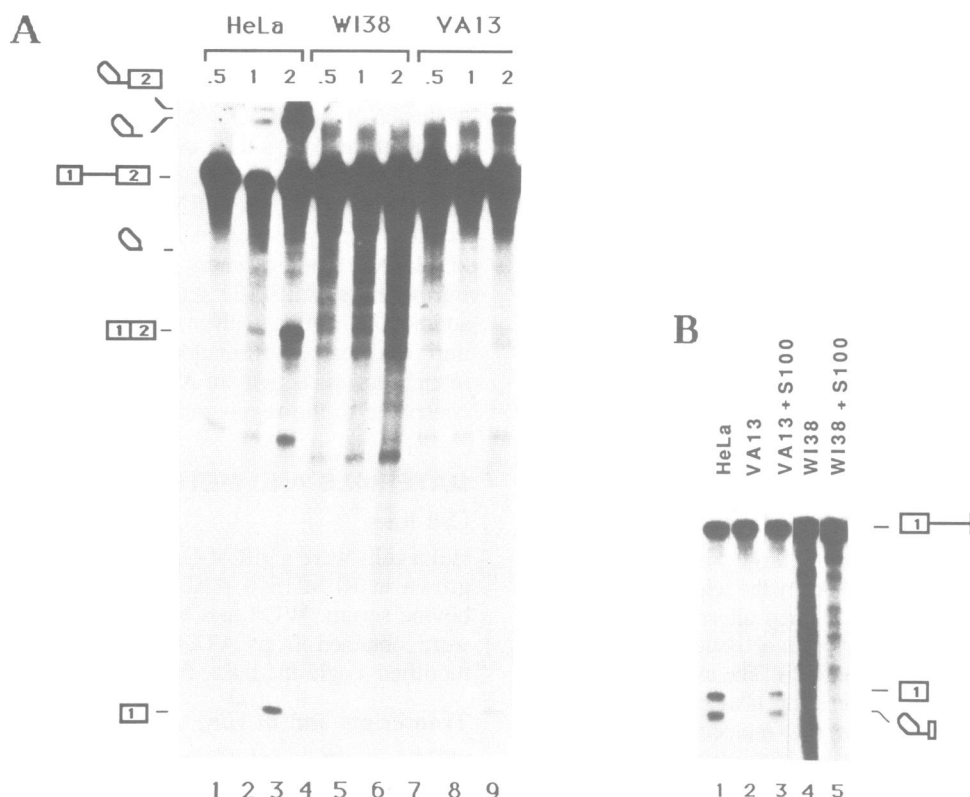 A
HeLa WI38 VA13
2 .5 1 2 .5 1 2 .5 1 2
1 2
1 2
1
1 2 3 4 5 6 7 8 9
B
HeLa
VA13
VA13 + S100
WI38
WI38 + S100
1
1
1 2 3 4 5